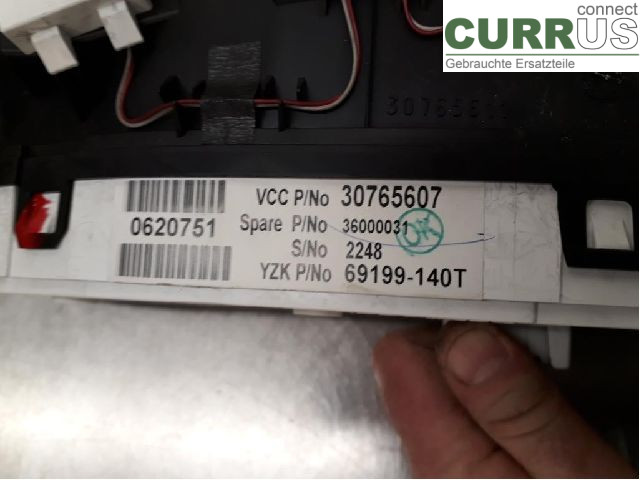 connect
CURRUS
Gebrauchte Ersatzteile
VCC P/No 30765607
0620751
Spare P/No 36000031
OK
S/No 2248
YZK P/No 69199-140T